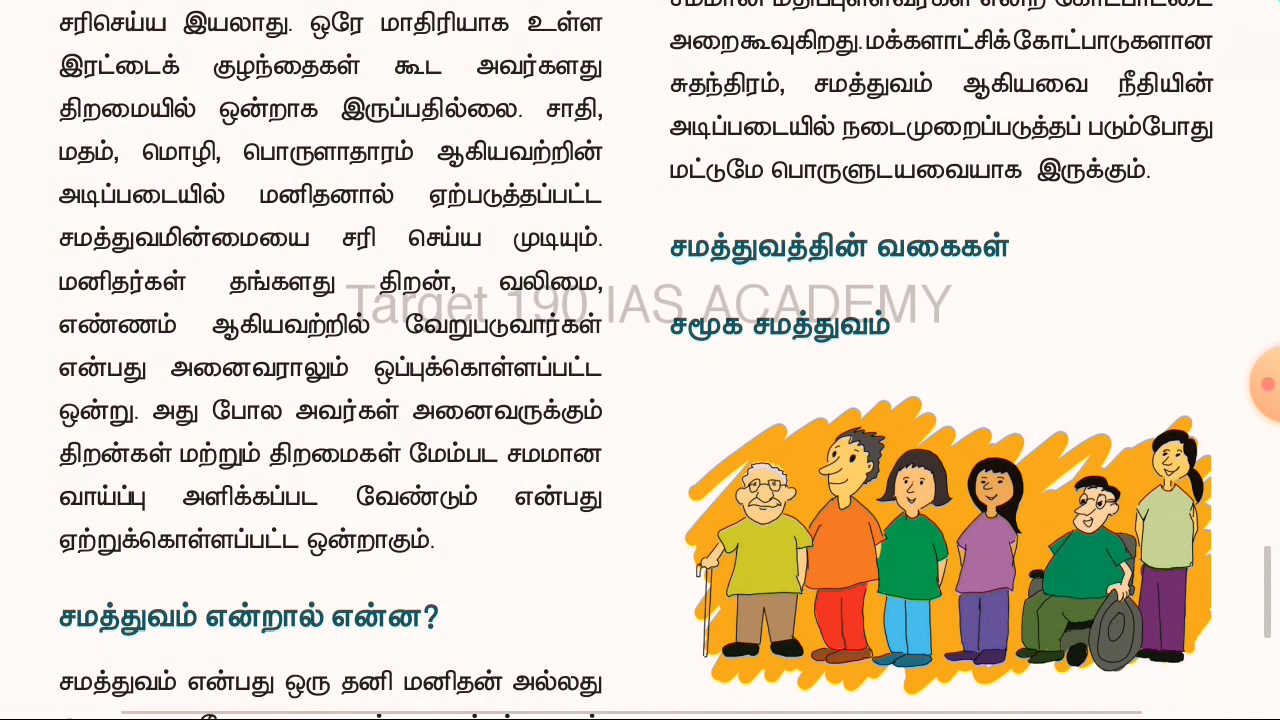 சரிசெய்ய இயலாது. ஒரே மாதிரியாக உள்ள
இரட்டைக் குழந்தைகள் கூட அவர்களது
திறமையில் ஒன்றாக இருப்பதில்லை. சாதி,
மதம், மொழி, பொருளாதாரம் ஆகியவற்றின்
அடிப்படையில் மனிதனால் ஏற்படுத்தப்பட்ட
சமத்துவமின்மையை சரி செய்ய முடியும்.
மனிதர்கள் தங்களது திறன், வலிமை,
எண்ணம் ஆகியவற்றில் வேறுபடுவார்கள்
என்பது அனைவராலும் ஒப்புக்கொள்ளப்பட்ட
ஒன்று. அது போல அவர்கள் அனைவருக்கும்
திறன்கள் மற்றும் திறமைகள் மேம்பட சமமான
வாய்ப்பு அளிக்கப்பட வேண்டும் என்பது
ஏற்றுக்கொள்ளப்பட்ட ஒன்றாகும்.
சமத்துவம் என்றால் என்ன?
சமத்துவம் என்பது ஒரு தனி மனிதன் அல்லது
அறைகூவுகிறது. மக்களாட்சிக் கோட்பாடுகளான
சுதந்திரம், சமத்துவம் ஆகியவை நீதியின்
அடிப்படையில் நடைமுறைப்படுத்தப் படும்போது
மட்டுமே பொருளுடயவையாக இருக்கும்.
சமத்துவத்தின் வகைகள்
சமூக சமத்துவம்
Target 190 IAS ACADEMY